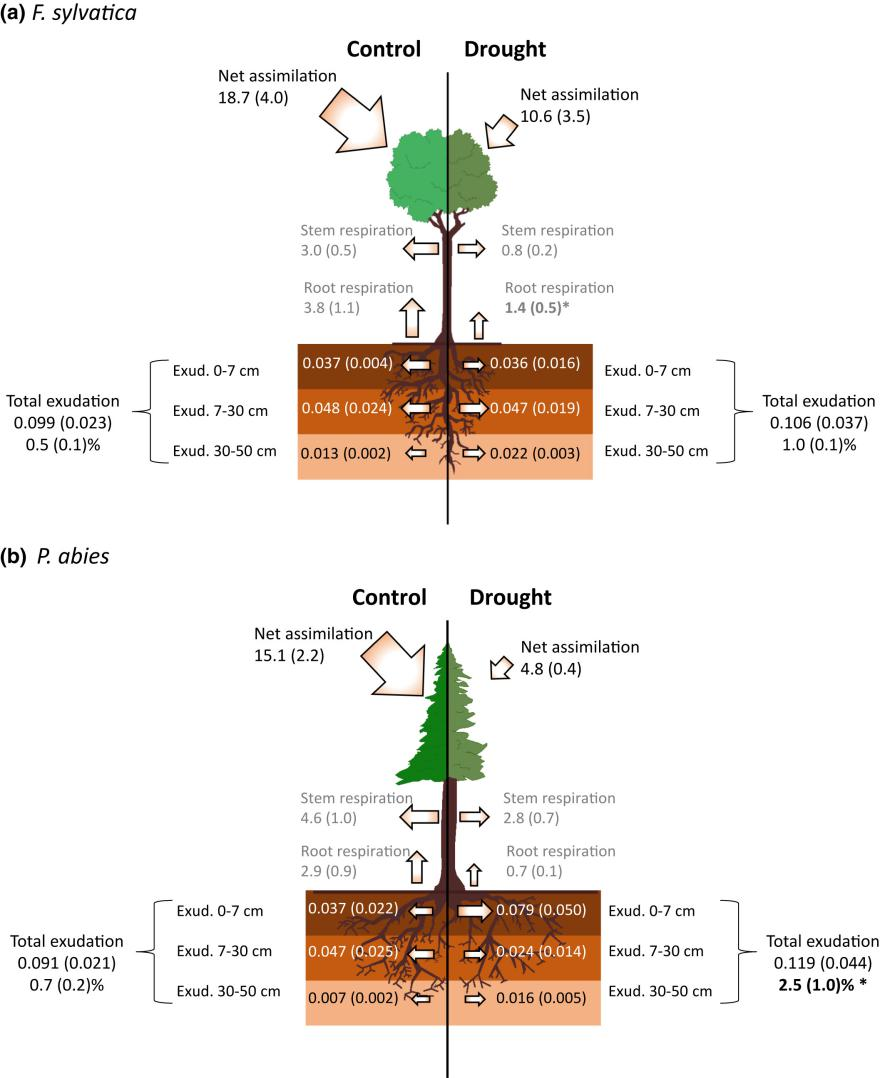 (a) F. sylvatica
Control
Drought
Net assimilation
18.7 (4.0)
Net assimilation
10.6 (3.5)
Stem respiration
3.0 (0.5)
Stem respiration
0.8 (0.2)
Root respiration
3.8 (1.1)
Root respiration
1.4 (0.5)*
Total exudation
0.099 (0.023)
0.5 (0.1)%
Exud. 0-7 cm
Exud. 7-30 cm
Exud. 30-50 cm
0.037 (0.004)
0.048 (0.024)
0.013 (0.002)
0.036 (0.016)
0.047 (0.019)
0.022 (0.003)
Exud. 0-7 cm
Exud. 7-30 cm
Exud. 30-50 cm
Total exudation
0.106 (0.037)
1.0 (0.1)%
(b) P. abies
Control
Drought
Net assimilation
15.1 (2.2)
Net assimilation
4.8 (0.4)
Stem respiration
4.6 (1.0)
Stem respiration
2.8 (0.7)
Root respiration
2.9 (0.9)
Root respiration
0.7 (0.1)
Total exudation
0.091 (0.021)
0.7 (0.2)%
Exud. 0-7 cm
Exud. 7-30 cm
Exud. 30-50 cm
0.037 (0.022)
0.047 (0.025)
0.007 (0.002)
0.079 (0.050)
0.024 (0.014)
0.016 (0.005)
Exud. 0-7 cm
Exud. 7-30 cm
Exud. 30-50 cm
Total exudation
0.119 (0.044)
2.5 (1.0)% *